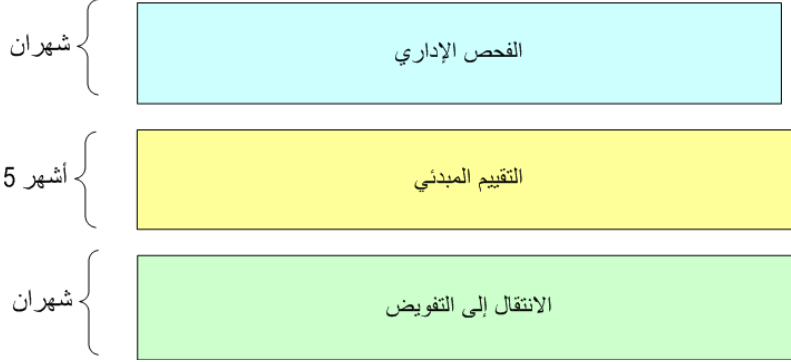 شهران
الفحص الإداري
5 أشهر
التقييم المبدئي
شهران
الانتقال إلى التفويض